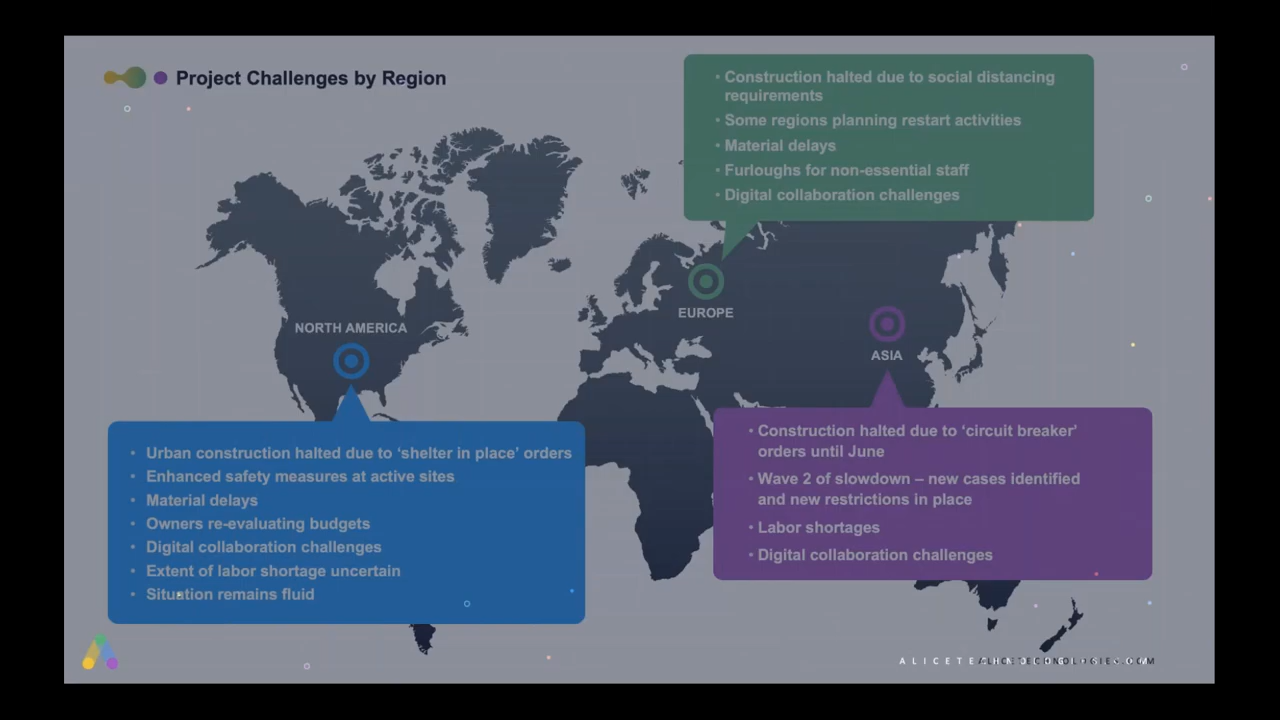 Project Challenges by Region
• Construction halted due to social distancing
requirements
• Some regions planning restart activities
• Material delays
• Furloughs for non-essential staff
• Digital collaboration challenges
NORTH AMERICA
EUROPE
ASIA
• Urban construction halted due to ‘shelter in place’ orders
• Enhanced safety measures at active sites
• Material delays
• Owners re-evaluating budgets
• Digital collaboration challenges
• Extent of labor shortage uncertain
• Situation remains fluid
• Construction halted due to ‘circuit breaker’
orders until June
• Wave 2 of slowdown – new cases identified
and new restrictions in place
• Labor shortages
• Digital collaboration challenges
ALICETECHNOLOGIES.COM